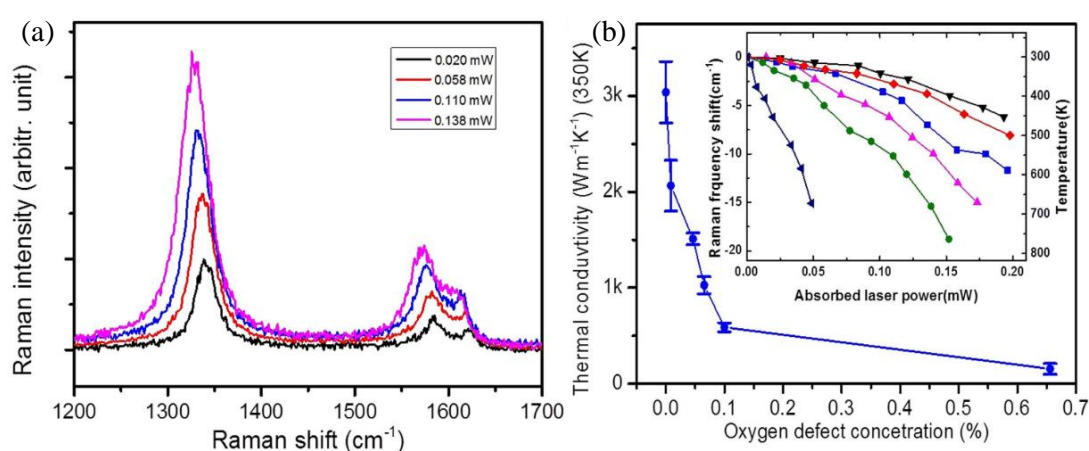 (a)
Raman intensity (arbitr. unit)
0.020 mW
0.058 mW
0.110 mW
0.138 mW
1200 1300 1400 1500 1600 1700
Raman shift (cm⁻¹)
(b)
Thermal conduvtivity (Wm⁻¹K⁻¹) (350K)
3k
2k
1k
0
0.0 0.1 0.2 0.3 0.4 0.5 0.6 0.7
Oxygen defect concetration (%)
Raman frquency shift(cm⁻¹)
0
-5
-10
-15
-20
0.00 0.05 0.10 0.15 0.20
Absorbed laser power(mW)
300
400
500
600
700
800
Temperature(K)